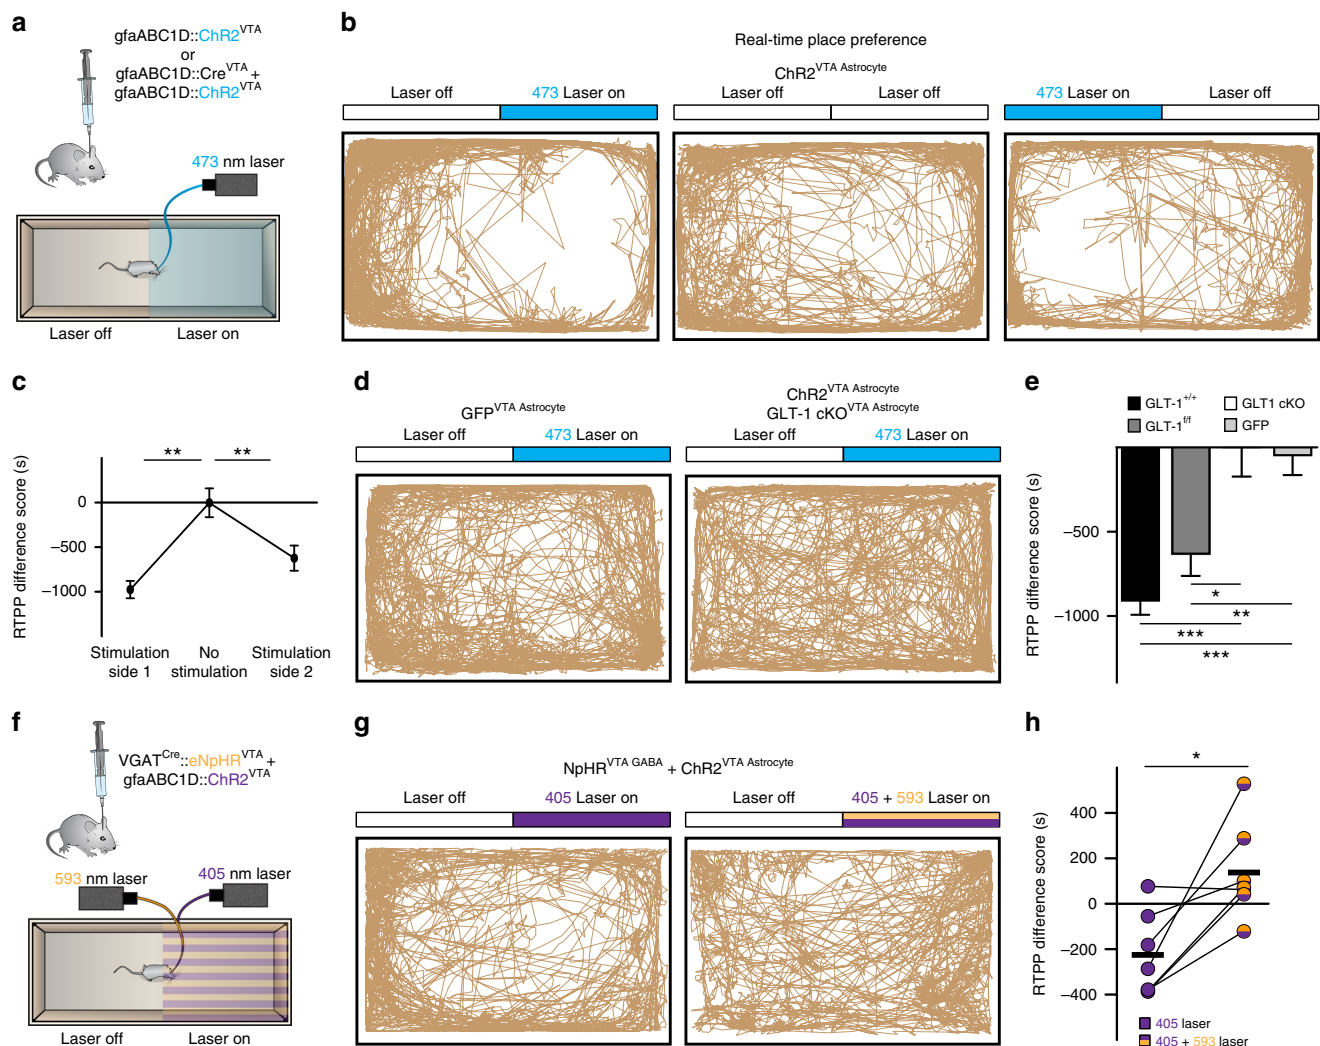 a
gfaABC1D::ChR2VTA
or
gfaABC1D::CreVTA +
gfaABC1D::ChR2VTA
473 nm laser
Laser off Laser on
b
Real-time place preference
ChR2VTA Astrocyte
Laser off 473 Laser on Laser off Laser off 473 Laser on Laser off
c
RTPP difference score (s)
** **
0
−500
−1000
Stimulation side 1
No stimulation
Stimulation side 2
d
GFPVTA Astrocyte
Laser off 473 Laser on
ChR2VTA Astrocyte
GLT-1 cKOVTA Astrocyte
Laser off 473 Laser on
e
GLT-1+/+ GLT1 cKO
GLT-1f/f GFP
RTPP difference score (s)
−500
−1000
*
**
***
***
f
VGATCre::eNpHRVTA +
gfaABC1D::ChR2VTA
593 nm laser 405 nm laser
Laser off Laser on
g
NpHRVTA GABA + ChR2VTA Astrocyte
Laser off 405 Laser on Laser off 405 + 593 Laser on
h
*
RTPP difference score (s)
400
200
0
−200
−400
405 laser
405 + 593 laser